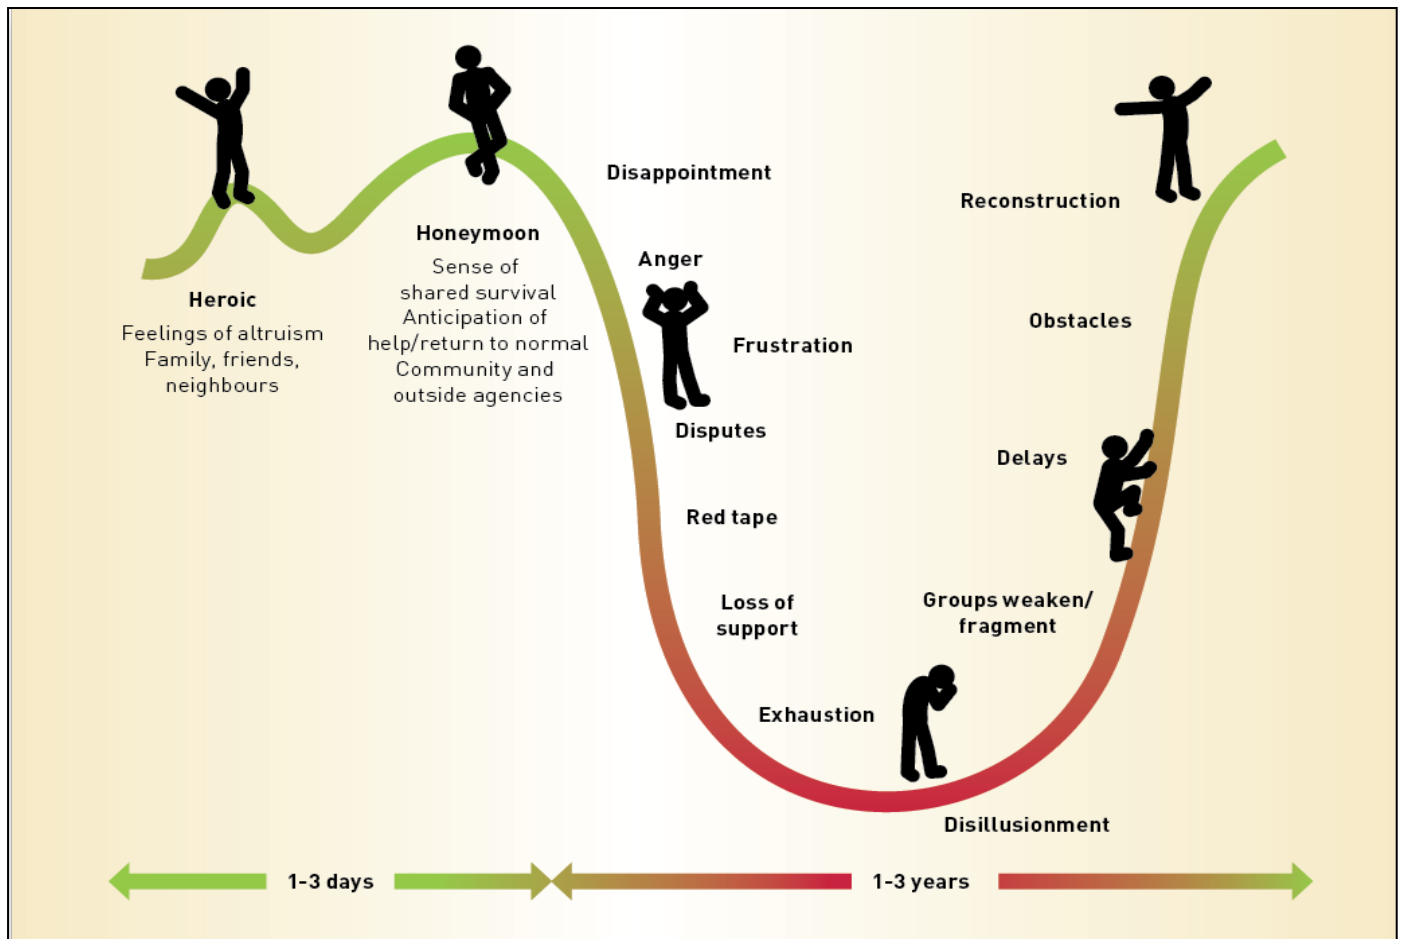 Heroic
Feelings of altruism
Family, friends,
neighbours
Honeymoon
Sense of
shared survival
Anticipation of
help/return to normal
Community and
outside agencies
Disappointment
Anger
Frustration
Disputes
Red tape
Loss of
support
Exhaustion
Disillusionment
Groups weaken/
fragment
Delays
Obstacles
Reconstruction
1-3 days
1-3 years